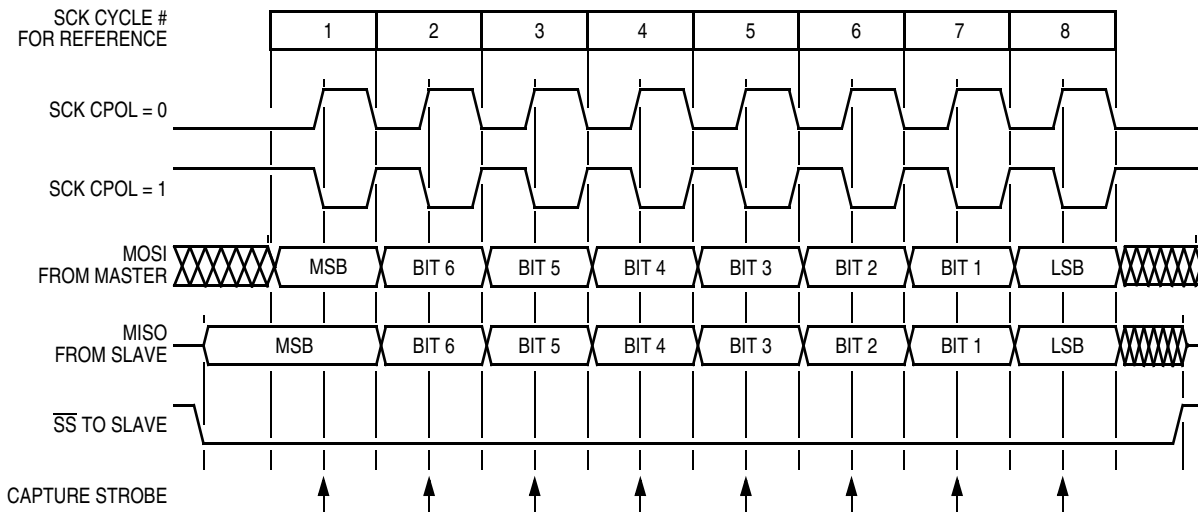 SCK CYCLE #
FOR REFERENCE
1 2 3 4 5 6 7 8
SCK CPOL = 0
SCK CPOL = 1
MOSI
FROM MASTER
MSB BIT 6 BIT 5 BIT 4 BIT 3 BIT 2 BIT 1 LSB
MISO
FROM SLAVE
MSB BIT 6 BIT 5 BIT 4 BIT 3 BIT 2 BIT 1 LSB
S̅S̅ TO SLAVE
CAPTURE STROBE